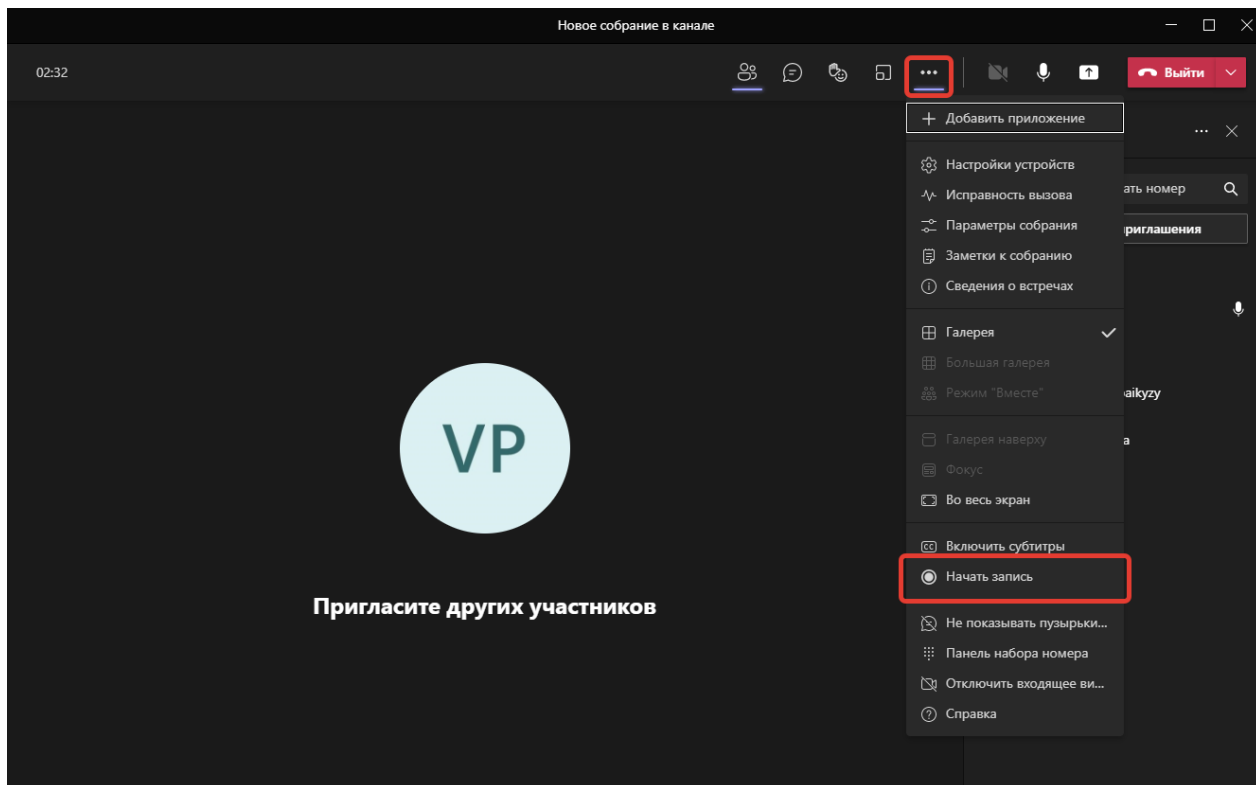 Новое собрание в канале
02:32
Выйти
Добавить приложение
Настройки устройств
ать номер
Исправность вызова
Параметры собрания
приглашения
Заметки к собранию
Сведения о встречах
Галерея
Большая галерея
Режим "Вместе"
aikyzy
Галерея наверху
а
Фокус
Во весь экран
CC Включить субтитры
Начать запись
VP
Пригласите других участников
Не показывать пузырьки...
Панель набора номера
Отключить входящее ви...
Справка